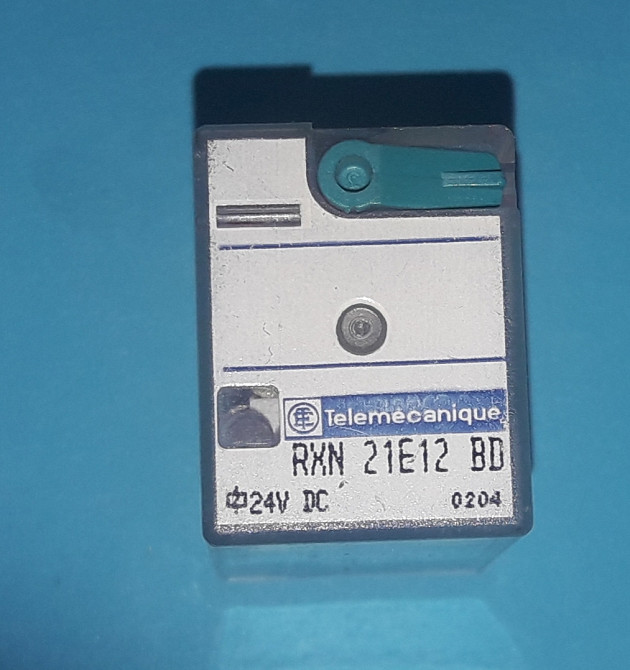 Telemecanique
RXN 21E12 BD
24V DC 0204